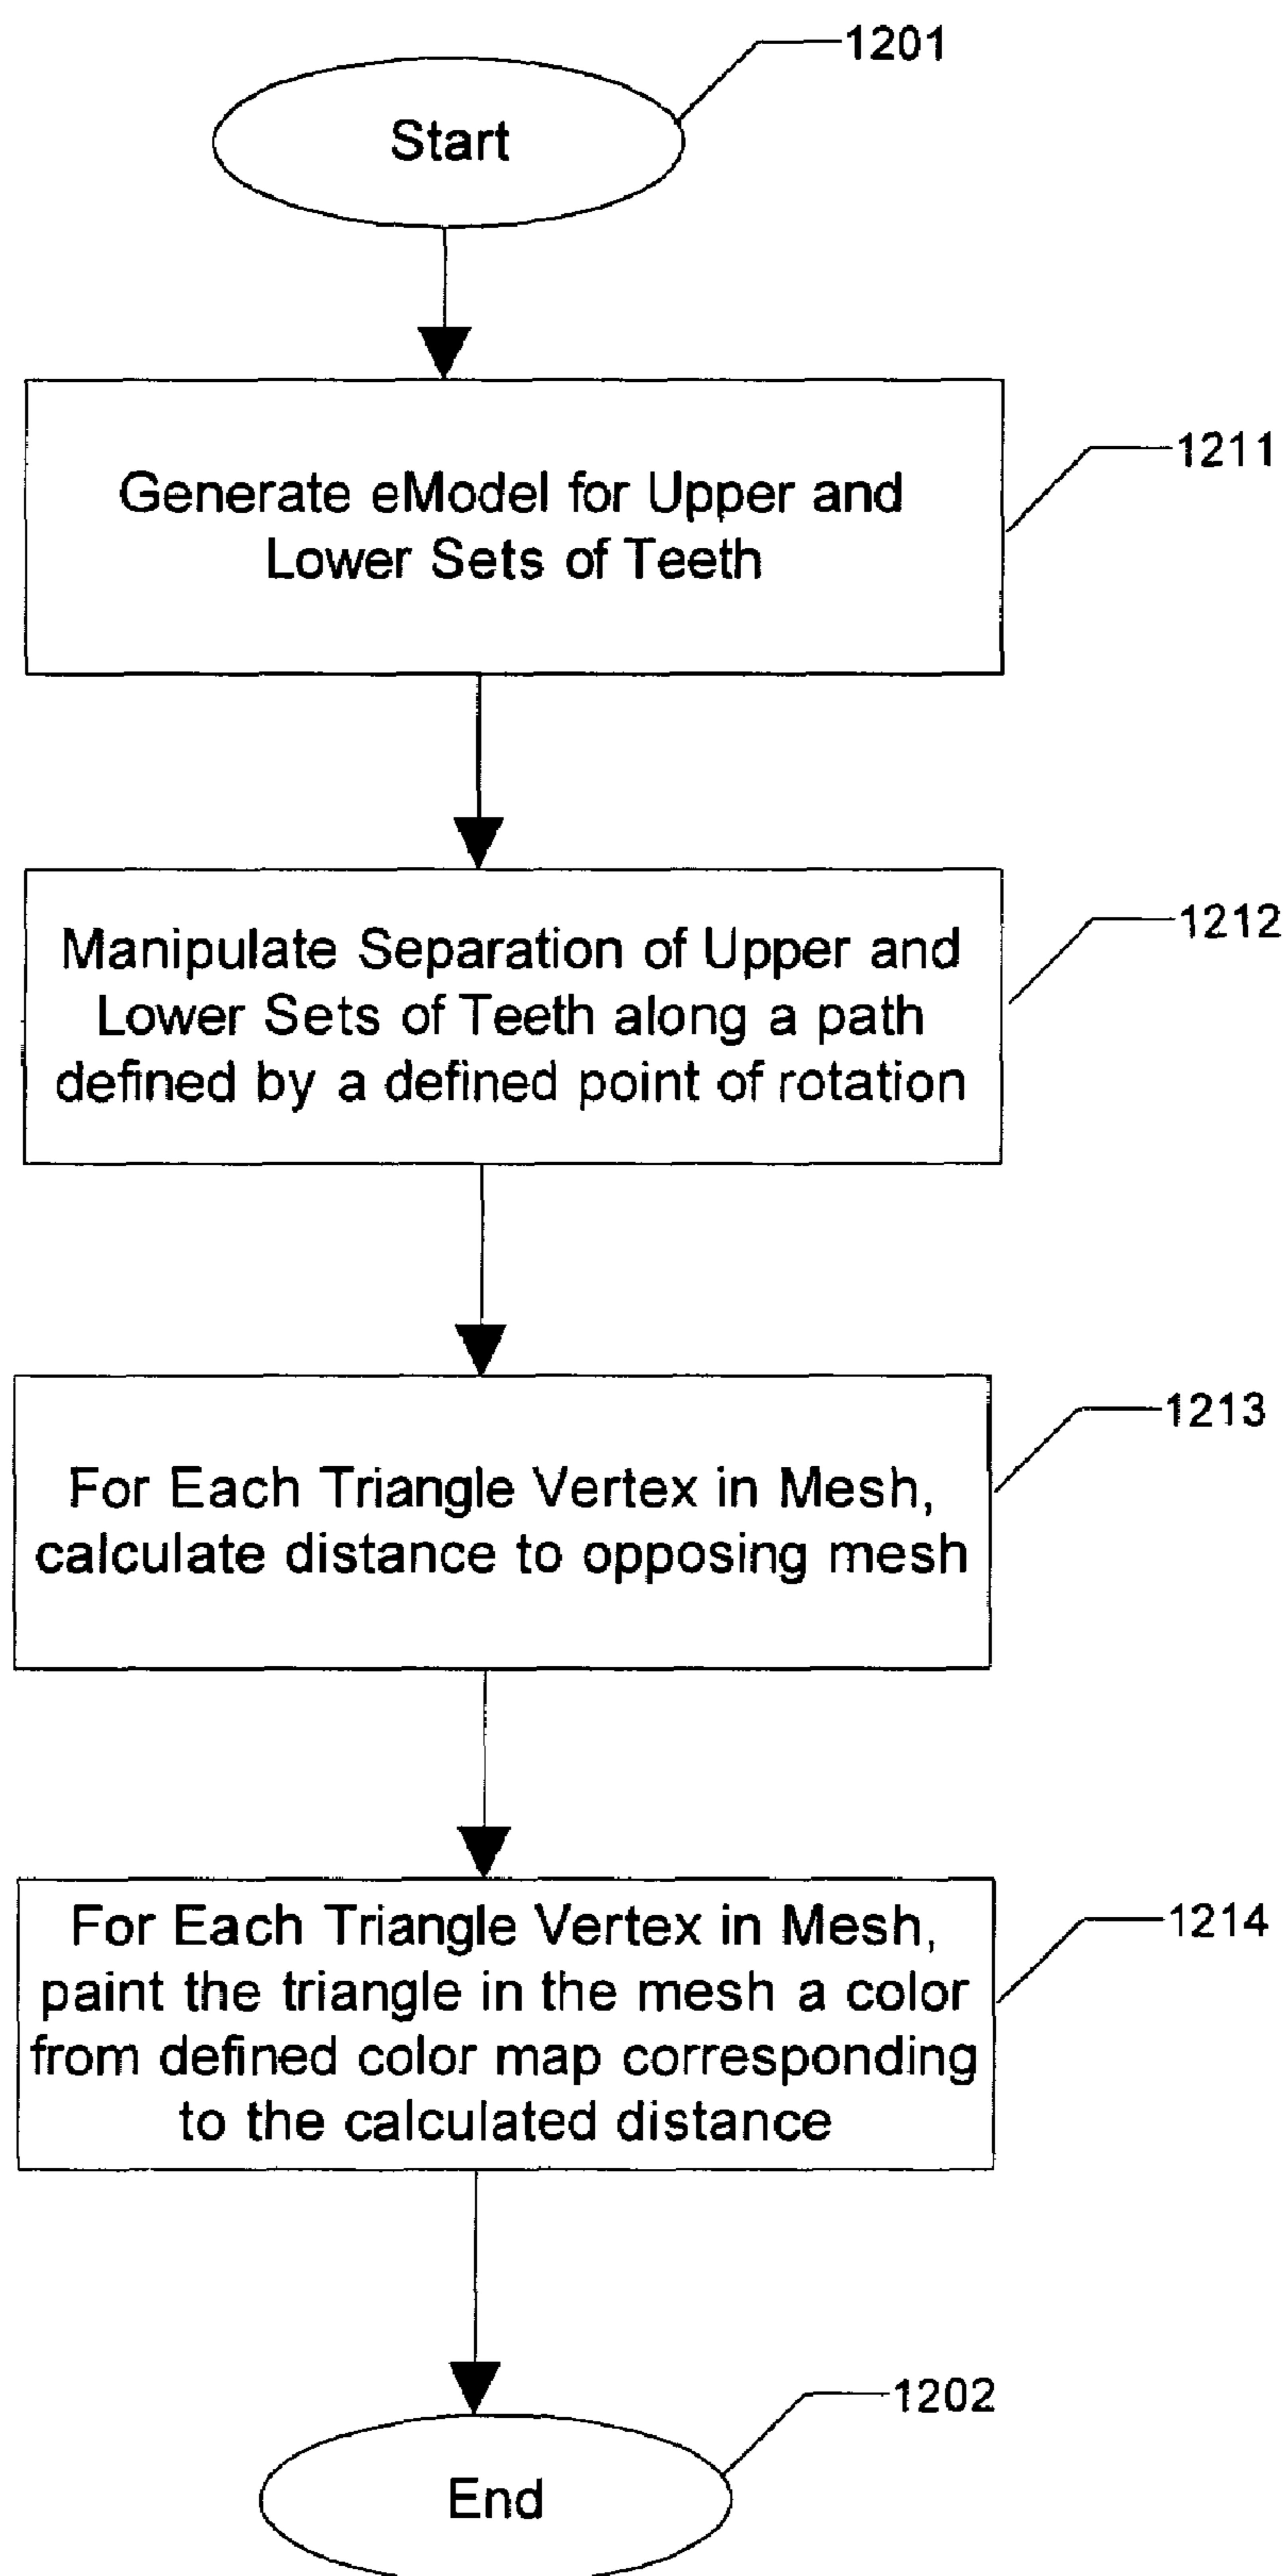 1201
Start
1211
Generate eModel for Upper and
Lower Sets of Teeth
1212
Manipulate Separation of Upper and
Lower Sets of Teeth along a path
defined by a defined point of rotation
1213
For Each Triangle Vertex in Mesh,
calculate distance to opposing mesh
1214
For Each Triangle Vertex in Mesh,
paint the triangle in the mesh a color
from defined color map corresponding
to the calculated distance
1202
End